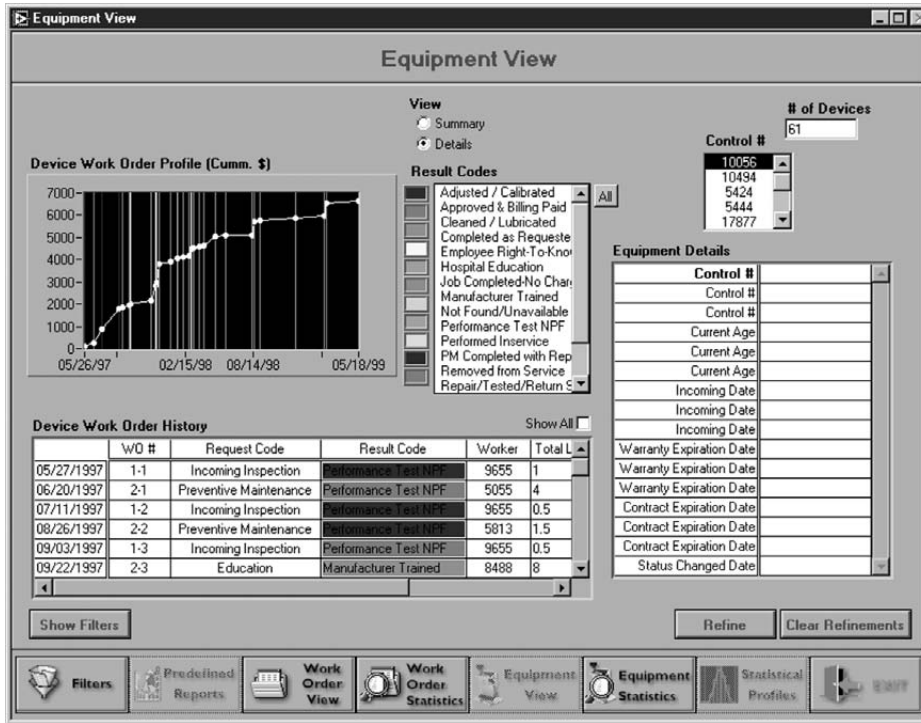 Equipment View
Equipment View
View
Summary
Details
# of Devices
61
Control #
10056
10494
5424
5444
17877
Device Work Order Profile (Cumm. $)
7000
6000
5000
4000
3000
2000
1000
0
05/26/97 02/15/98 08/14/98 05/18/99
Result Codes
All
Adjusted / Calibrated
Approved & Billing Paid
Cleaned / Lubricated
Completed as Requeste
Employee Right-To-Kno
Hospital Education
Job Completed-No Char
Manufacturer Trained
Not Found/Unavailable
Performance Test NPF
Performed Inservice
PM Completed with Rep
Removed from Service
Repair/Tested/Return S
Equipment Details
Control #
Control #
Control #
Current Age
Current Age
Current Age
Incoming Date
Incoming Date
Incoming Date
Warranty Expiration Date
Warranty Expiration Date
Warranty Expiration Date
Contract Expiration Date
Contract Expiration Date
Contract Expiration Date
Status Changed Date
Device Work Order History Show All
WO # Request Code Result Code Worker Total L
05/27/1997 1-1 Incoming Inspection Performance Test NPF 9655 1
06/20/1997 2-1 Preventive Maintenance Performance Test NPF 5055 4
07/11/1997 1-2 Incoming Inspection Performance Test NPF 9655 0.5
08/26/1997 2-2 Preventive Maintenance Performance Test NPF 5813 1.5
09/03/1997 1-3 Incoming Inspection Performance Test NPF 9655 0.5
09/22/1997 2-3 Education Manufacturer Trained 8488 8
Show Filters Refine Clear Refinements
Filters
Predefined Reports
Work Order View
Work Order Statistics
Equipment View
Equipment Statistics
Statistical Profiles
EXIT